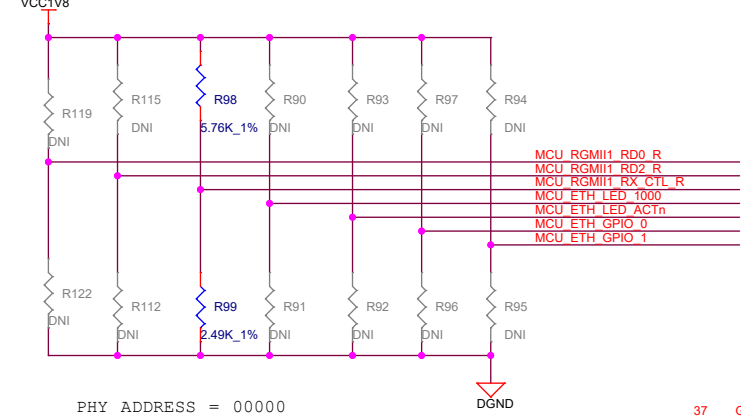 VCC1V8
R119
DNI
R115
DNI
R98
5.76K_1%
R90
DNI
R93
DNI
R97
DNI
R94
DNI
MCU_RGMII1_RD0_R
MCU_RGMII1_RD2_R
MCU_RGMII1_RX_CTL_R
MCU_ETH_LED_1000
MCU_ETH_LED_ACTn
MCU_ETH_GPIO_0
MCU_ETH_GPIO_1
R122
DNI
R112
DNI
R99
2.49K_1%
R91
DNI
R92
DNI
R96
DNI
R95
DNI
DGND
PHY ADDRESS = 00000
37